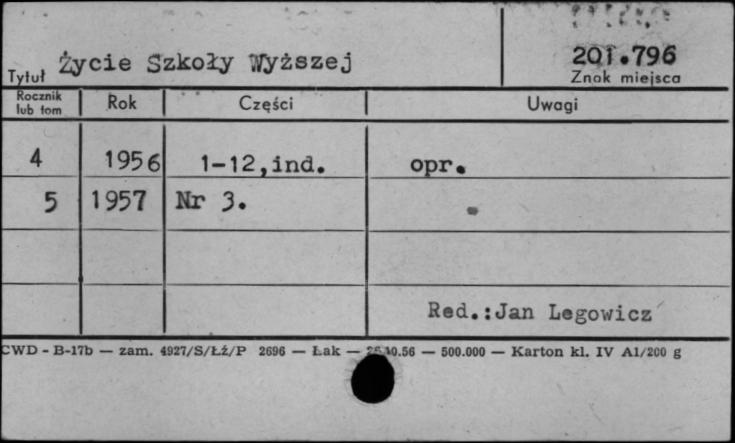 Życie Szkoły Wyższej
201.796
Tytuł
Znak miejsca
Rocznik lub tom
Rok
Części
Uwagi
4 1956 1-12,ind. opr.
5 1957 Nr 3.
Red.:Jan Legowicz
CWD - B-17b — zam. 4927/S/Łż/P 2696 — Łak — .10.56 — 500.000 — Karton kl. IV A1/200 g